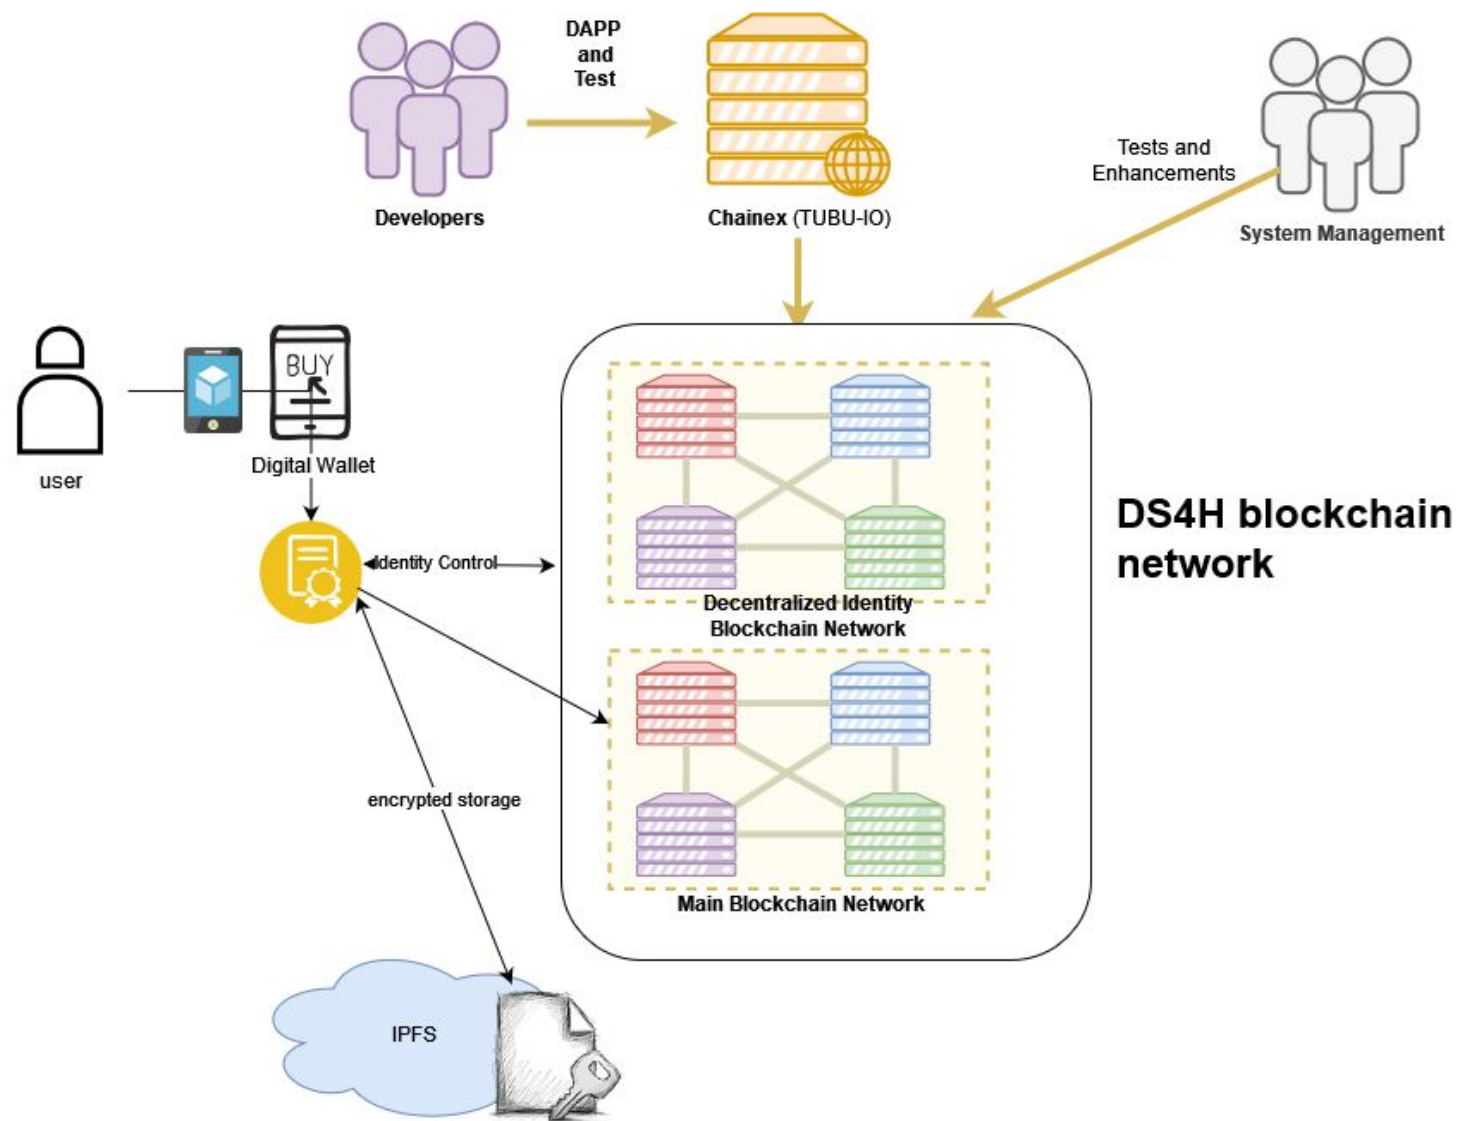 DAPP
and
Test
Developers
Chainex (TUBU-IO)
Tests and
Enhancements
System Management
BUY
user
Digital Wallet
DS4H blockchain
network
Identity Control
Decentralized Identity
Blockchain Network
encrypted storage
Main Blockchain Network
IPFS